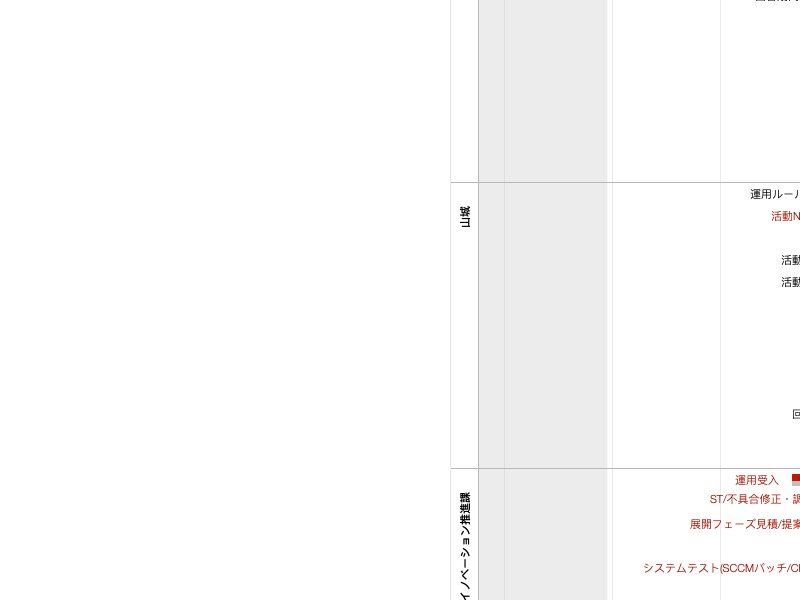 山城
運用ルール
活動N
活動
活動
運用受入
ST/不具合修正・調
展開フェーズ見積/提案
イノベーション推進課
システムテスト(SCCMパッチ/C